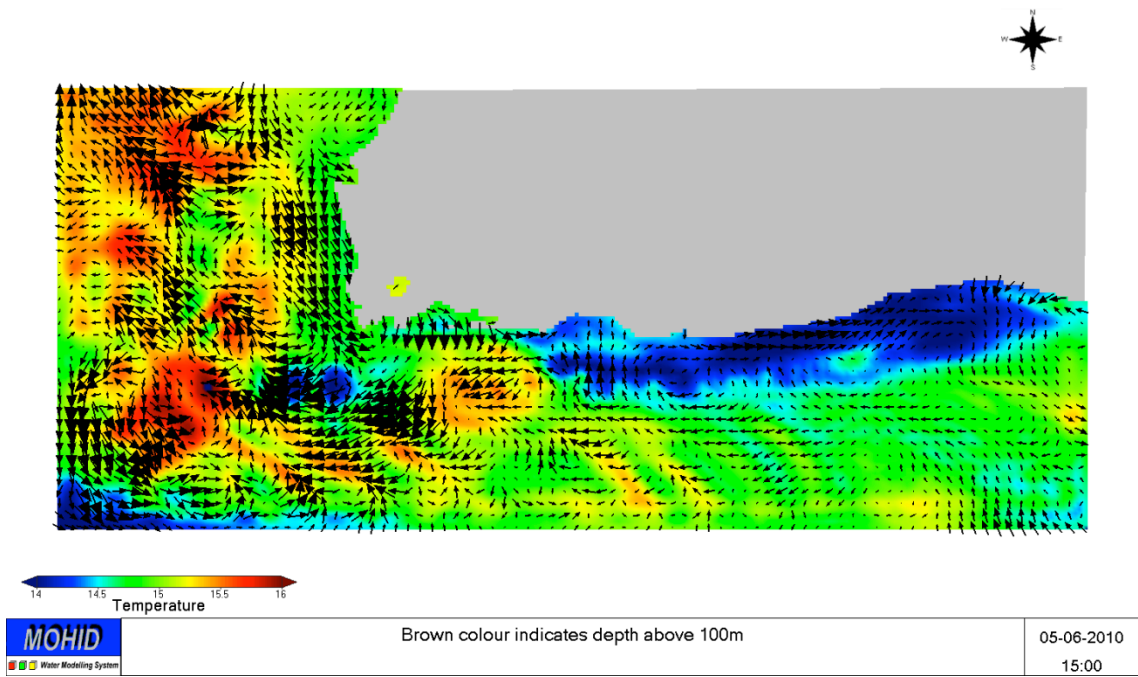 N
W E
S
14 14.5 15 15.5 16
Temperature
MOHID
Water Modelling System
Brown colour indicates depth above 100m
05-06-2010
15:00